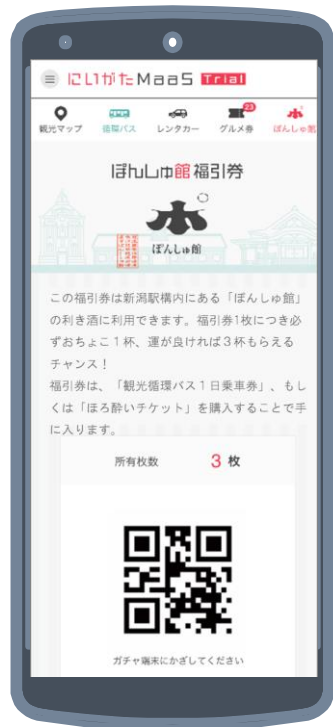 にいがたMaaS Trial
23
観光マップ 循環バス レンタカー グルメ券 ぽんしゅ館
ぽんしゅ館福引券
ぽんしゅ館
この福引券は新潟駅構内にある「ぽんしゅ館」
の利き酒に利用できます。福引券1枚につき必
ずおちょこ1杯、運が良ければ3杯もらえる
チャンス！
福引券は、「観光循環バス1日乗車券」、もし
くは「ほろ酔いチケット」を購入することで手
に入ります。
所有枚数 3 枚
ガチャ端末にかざしてください